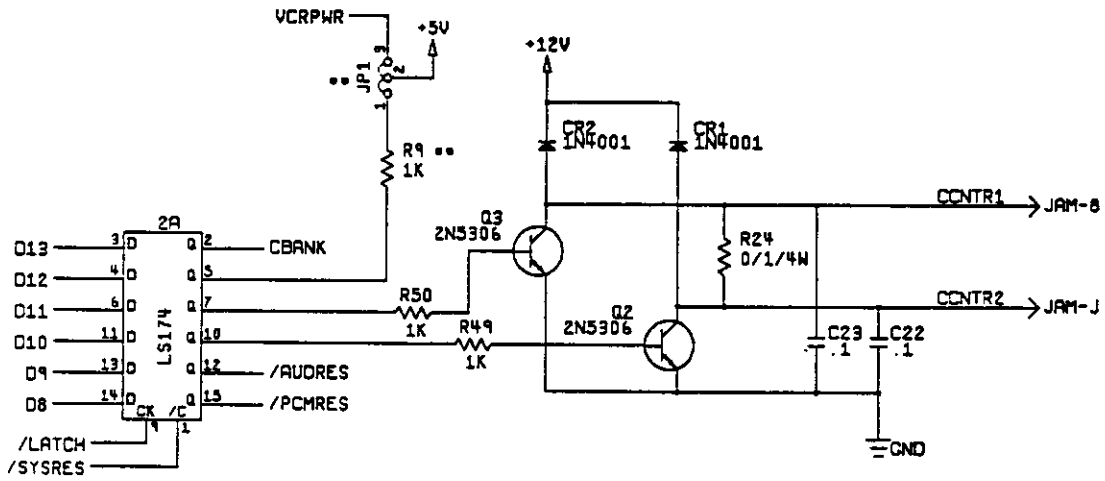 VCRPWR
+5V
+12V
3
2
1
** JP1
CR2
1N4001
CR1
1N4001
R9 **
1K
2A
Q3
2N5306
CCNTR1
JAM-8
D13 3 D Q 2 CBANK
D12 4 D Q 5
R24
0/1/4W
D11 6 D Q 7
R50
1K
CCNTR2
JAM-J
D10 11 D Q 10
R49
1K
Q2
2N5306
C23
.1
C22
.1
LS174
D9 13 D Q 12 /AUDRES
D8 14 D Q 15 /PCMRES
CK /C
9 1
/LATCH
/SYSRES
GND